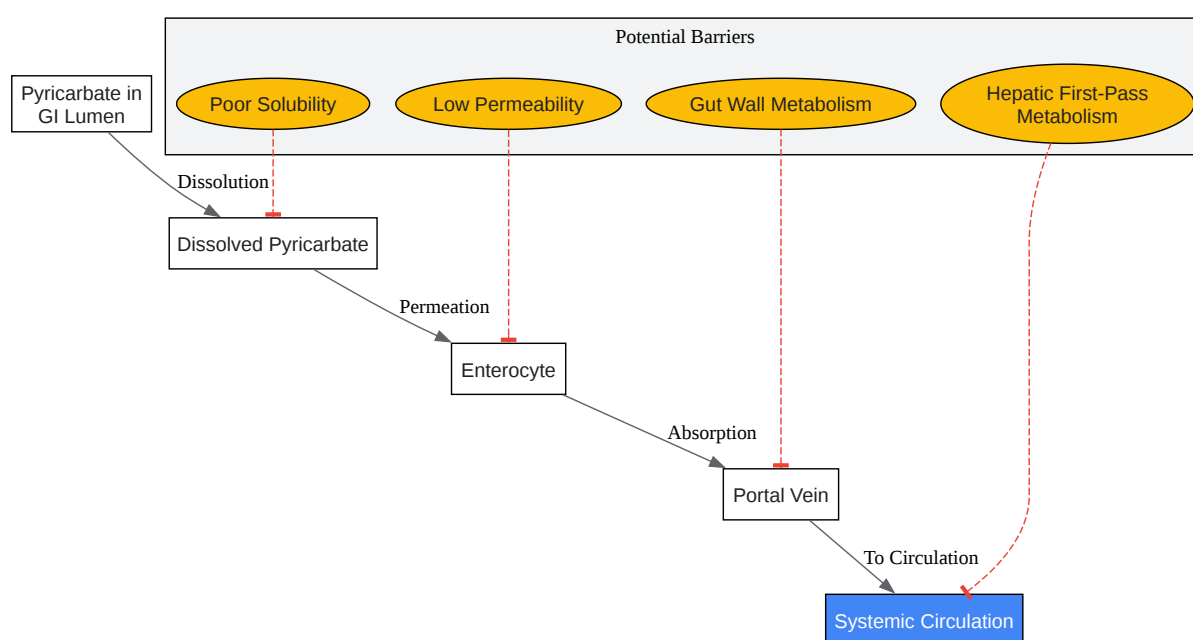 Potential Barriers
Pyricarbate in
GI Lumen
Poor Solubility
Low Permeability
Gut Wall Metabolism
Hepatic First-Pass
Metabolism
Dissolution
Dissolved Pyricarbate
Permeation
Enterocyte
Absorption
Portal Vein
To Circulation
Systemic Circulation